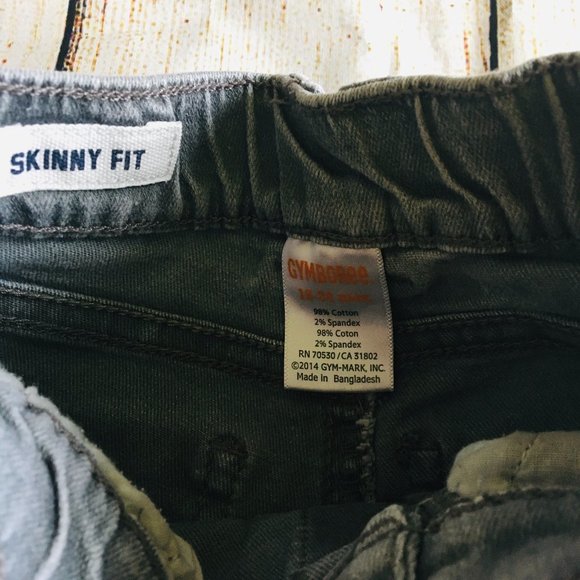 SKINNY FIT
GYMBOREE.
98% Cotton
2% Spandex
98% Coton
2% Spandex
RN 70530 / CA 31802
©2014 GYM-MARK, INC.
Made in Bangladesh